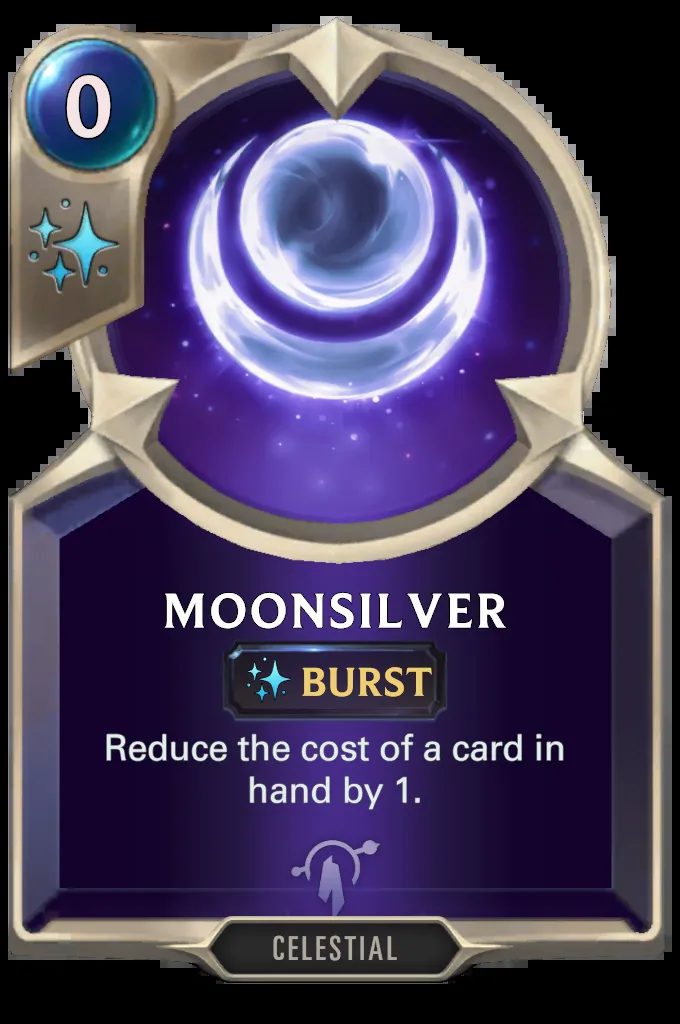 0
MOONSILVER
BURST
Reduce the cost of a card in
hand by 1.
CELESTIAL